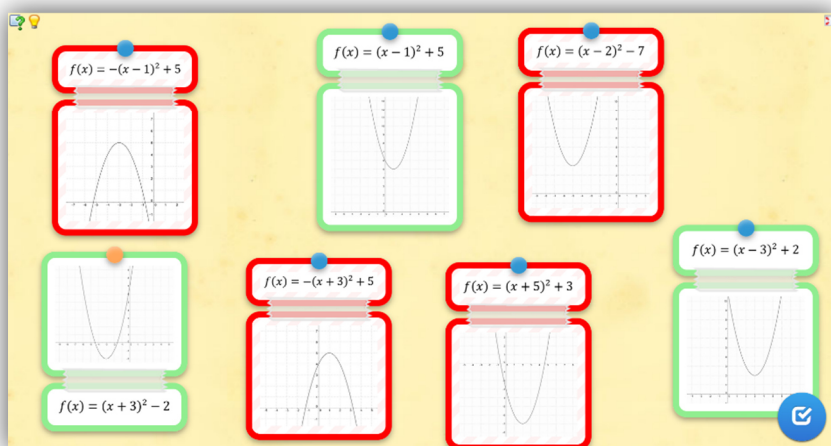 f(x) = −(x − 1)² + 5
f(x) = (x − 1)² + 5
f(x) = (x − 2)² − 7
f(x) = (x + 3)² − 2
f(x) = −(x + 3)² + 5
f(x) = (x + 5)² + 3
f(x) = (x − 3)² + 2